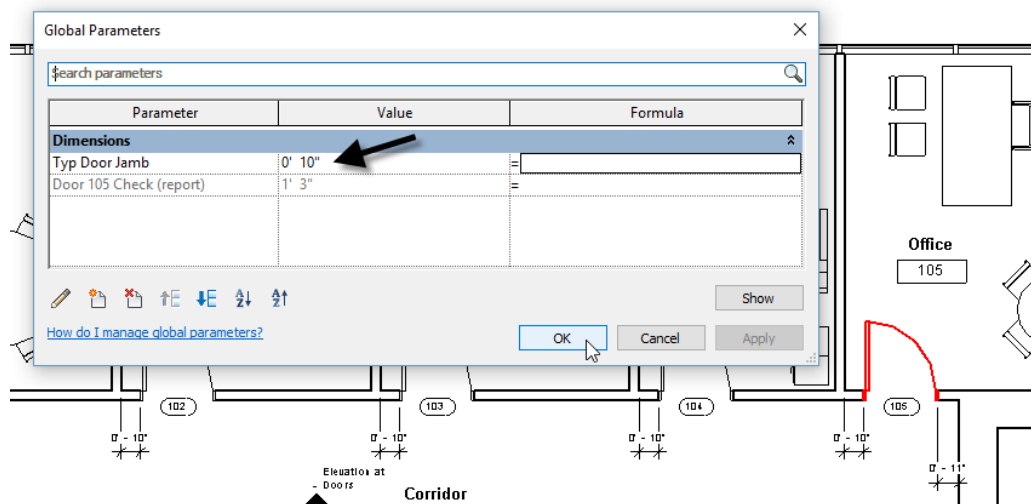 Global Parameters
Search parameters
Parameter Value Formula
Dimensions
Typ Door Jamb 0' 10" =
Door 105 Check (report) 1' 3" =
Show
How do I manage global parameters?
OK Cancel Apply
Office
105
102 103 104 105
0' - 10" 0' - 10" 0' - 10" 0' - 10"
0' - 11"
Elevation at
Doors
Corridor